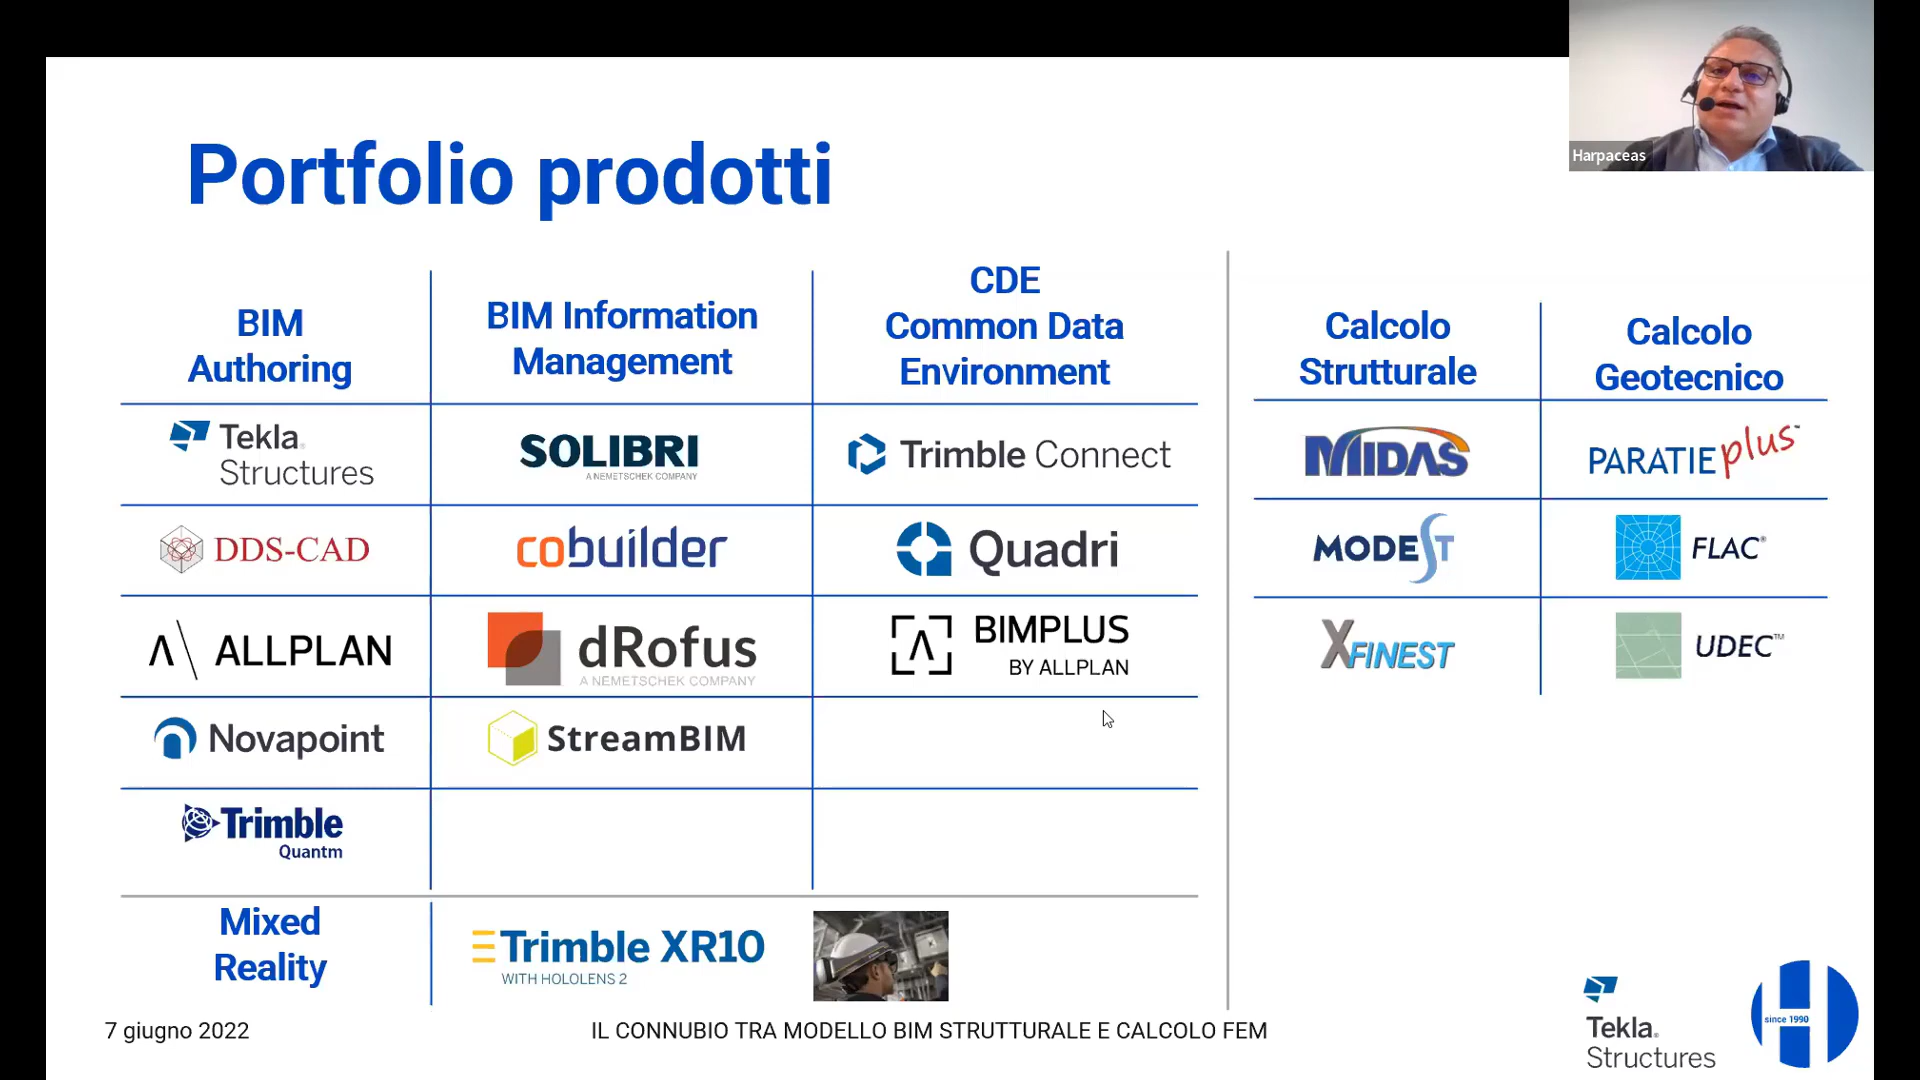 Harpaceas
Portfolio prodotti
BIM
Authoring
BIM Information
Management
CDE
Common Data
Environment
Calcolo
Strutturale
Calcolo
Geotecnico
Tekla
Structures
SOLIBRI
A NEMETSCHEK COMPANY
Trimble Connect
MIDAS
PARATIE plus™
DDS-CAD
cobuilder
Quadri
MODEST
FLAC®
ALLPLAN
dRofus
A NEMETSCHEK COMPANY
BIMPLUS
BY ALLPLAN
XFINEST
UDEC™
Novapoint
StreamBIM
Trimble
Quantm
Mixed
Reality
Trimble XR10
WITH HOLOLENS 2
7 giugno 2022
IL CONNUBIO TRA MODELLO BIM STRUTTURALE E CALCOLO FEM
Tekla
Structures
since 1990